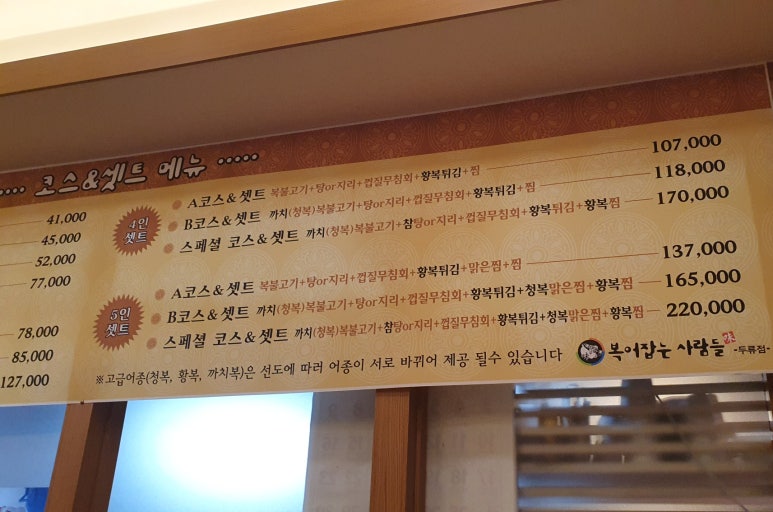 코스&셋트 메뉴
41,000
45,000
52,000
77,000
78,000
85,000
127,000
4인 셋트
A코스&셋트 복불고기+탕or지리+껍질무침회+황복튀김+찜 107,000
B코스&셋트 까치(청복)복불고기+탕or지리+껍질무침회+황복튀김+찜 118,000
스페셜 코스&셋트 까치(청복)복불고기+참탕or지리+껍질무침회+황복튀김+황복찜 170,000
5인 셋트
A코스&셋트 복불고기+탕or지리+껍질무침회+황복튀김+맑은찜+찜 137,000
B코스&셋트 까치(청복)복불고기+탕or지리+껍질무침회+황복튀김+청복맑은찜+황복찜 165,000
스페셜 코스&셋트 까치(청복)복불고기+참탕or지리+껍질무침회+황복튀김+청복맑은찜+황복찜 220,000
※고급어종(청복, 황복, 까치복)은 선도에 따러 어종이 서로 바뀌어 제공 될수 있습니다
복어잡는 사람들 -두류점-